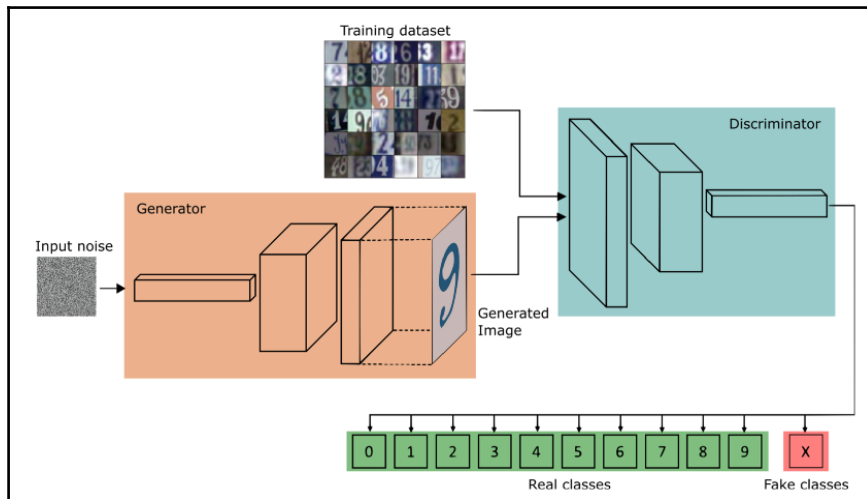 Training dataset
Discriminator
Generator
Input noise
9
Generated
Image
0 1 2 3 4 5 6 7 8 9 X
Real classes Fake classes